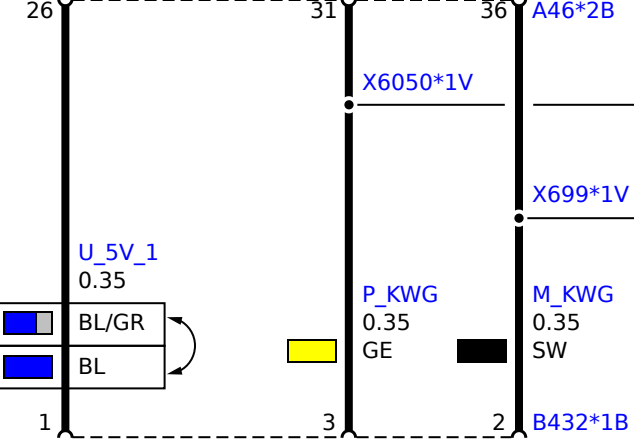 26
31
36
A46*2B
X6050*1V
X699*1V
U_5V_1
0.35
BL/GR
BL
P_KWG
0.35
GE
M_KWG
0.35
SW
1
3
2
B432*1B